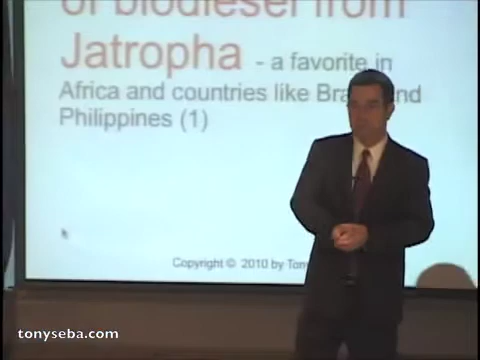 of biodiesel from
Jatropha - a favorite in
Africa and countries like and
Philippines (1)
Copyright © 2010 by
tonyseba.com